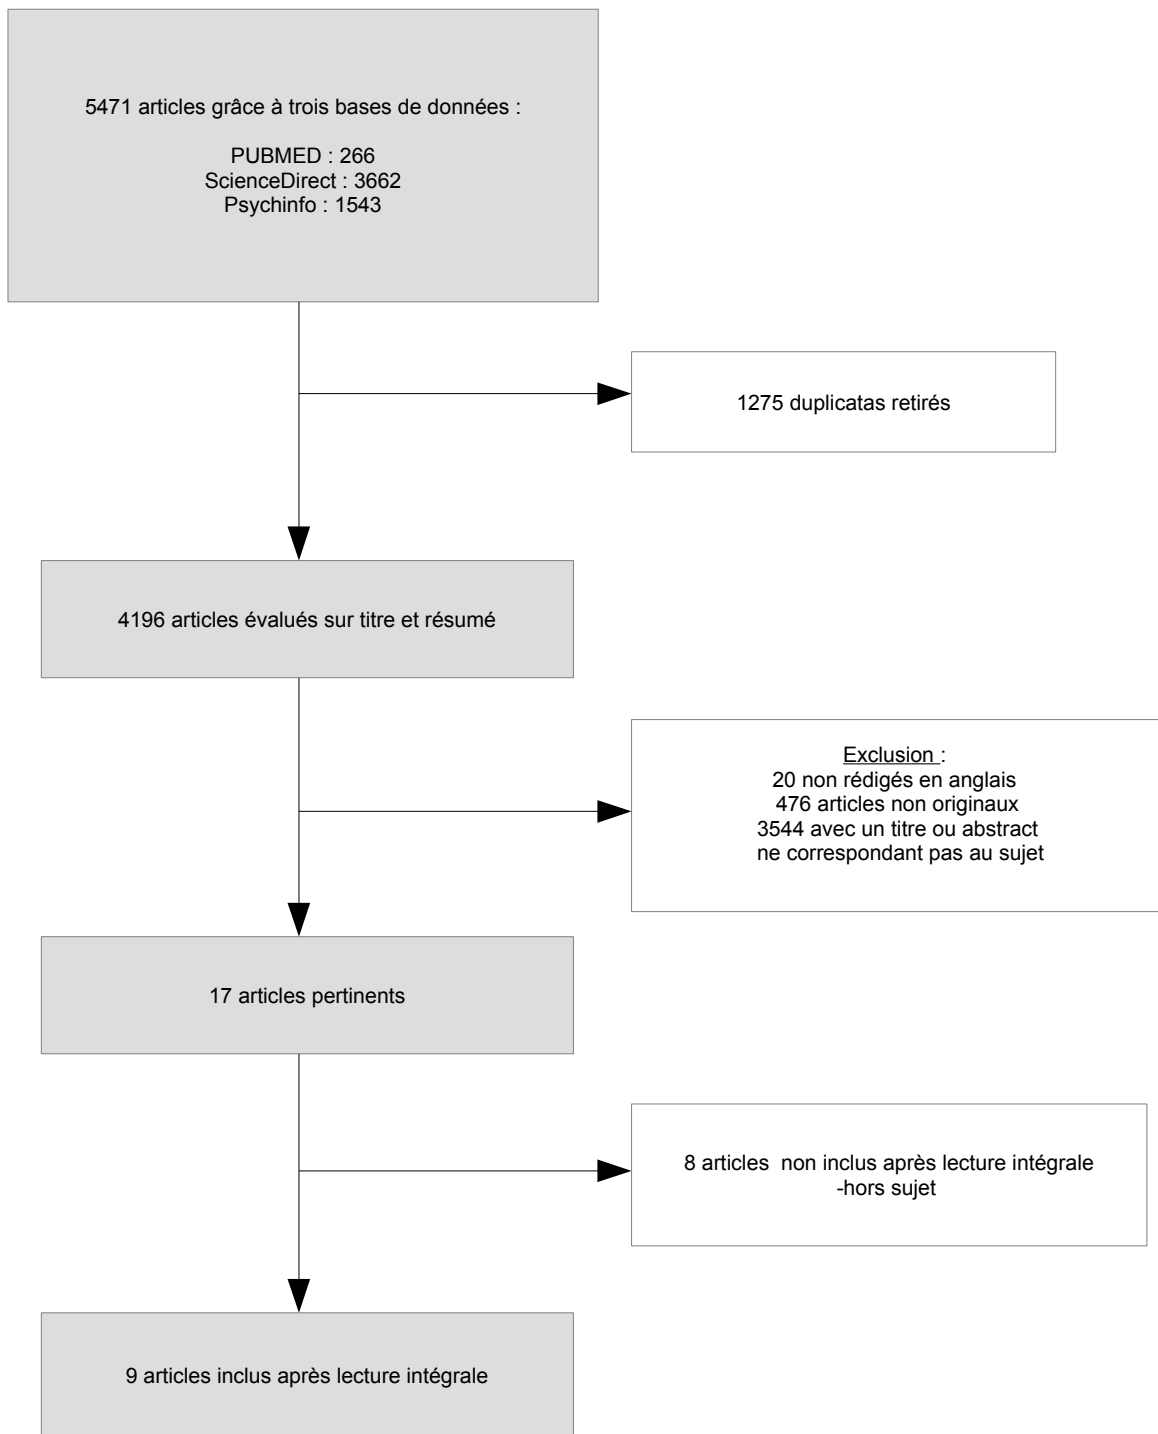 5471 articles grâce à trois bases de données :
PUBMED : 266
ScienceDirect : 3662
Psychinfo : 1543
1275 duplicatas retirés
4196 articles évalués sur titre et résumé
Exclusion :
20 non rédigés en anglais
476 articles non originaux
3544 avec un titre ou abstract
ne correspondant pas au sujet
17 articles pertinents
8 articles  non inclus après lecture intégrale
-hors sujet
9 articles inclus après lecture intégrale